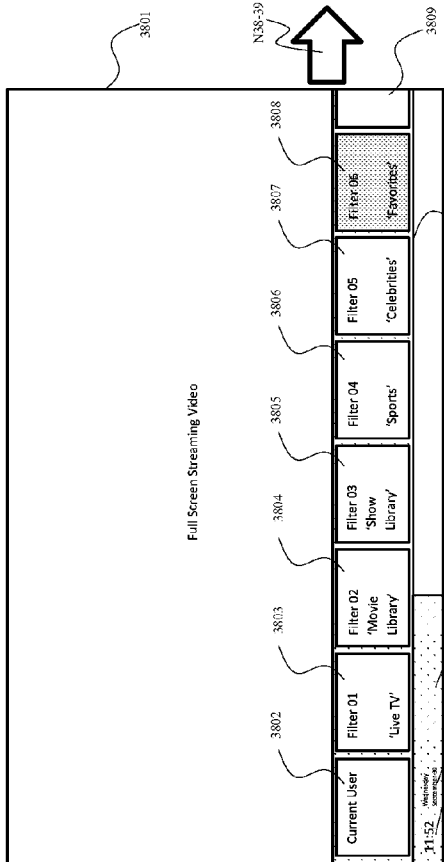 3801
Full Screen Streaming Video
N38-39
3802
3803
3804
3805
3806
3807
3808
3809
Current User
Filter 01
'Live TV'
Filter 02
'Movie
Library'
Filter 03
'Show
Library'
Filter 04
'Sports'
Filter 05
'Celebrities'
Filter 06
'Favorites'
11:52
Wednesday